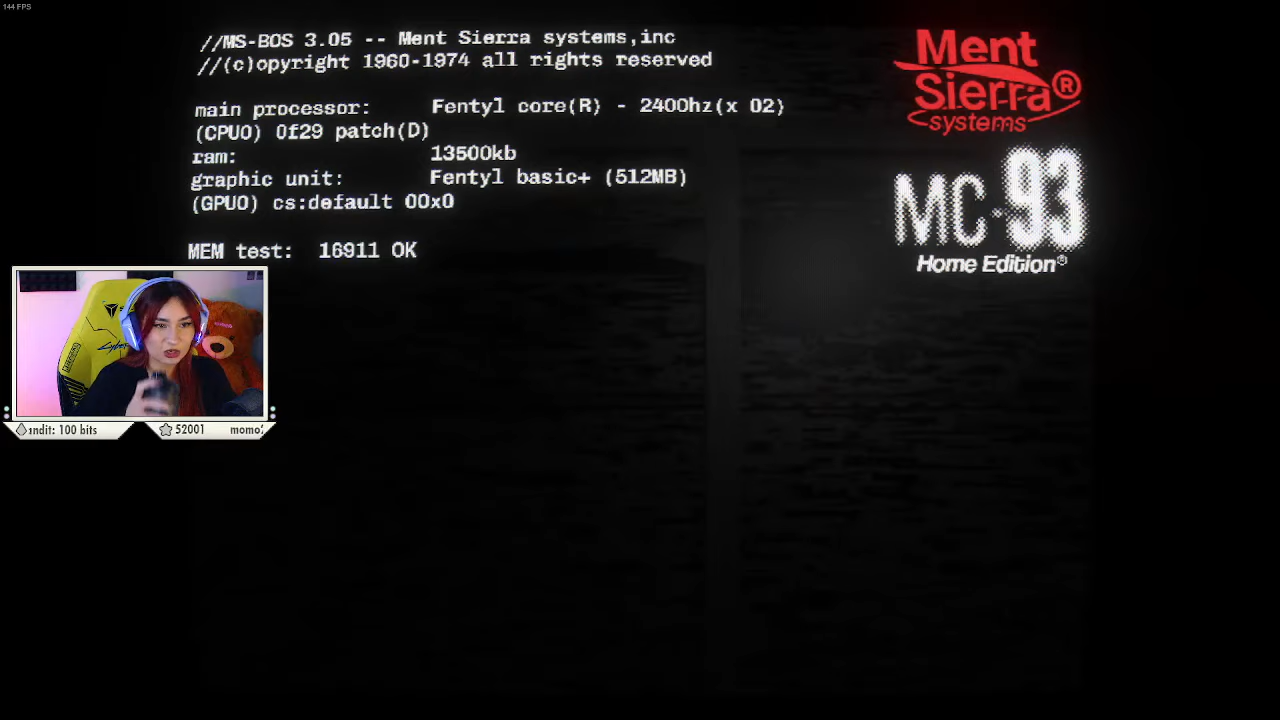 144 FPS
//MS-BOS 3.05 -- Ment Sierra systems,inc
//(c)opyright 1960-1974 all rights reserved
main processor: Fentyl core(R) - 2400hz(x 02)
(CPU0) 0f29 patch(D)
ram: 13500kb
graphic unit: Fentyl basic+ (512MB)
(GPU0) cs:default 00x0
MEM test: 16911 OK
Ment
Sierra®
systems
MC-93
Home Edition®
andit: 100 bits
52001 momo